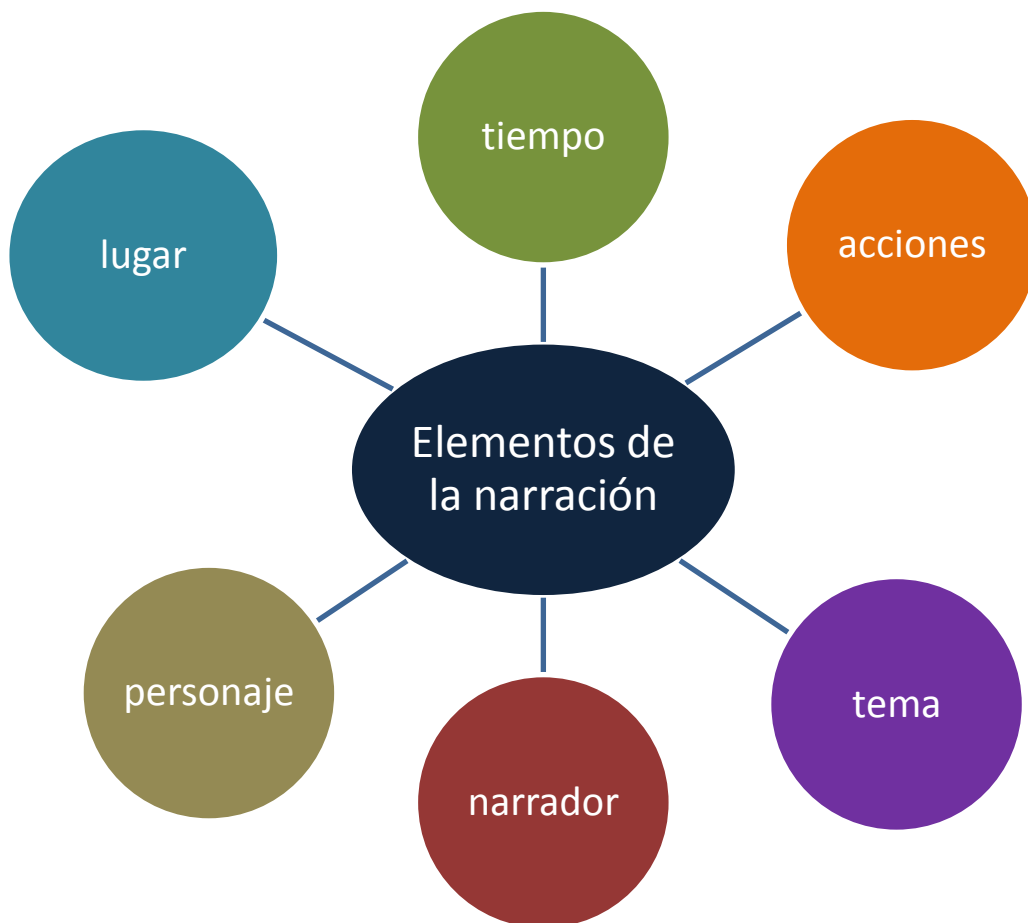 tiempo
lugar
acciones
Elementos de
la narración
personaje
tema
narrador